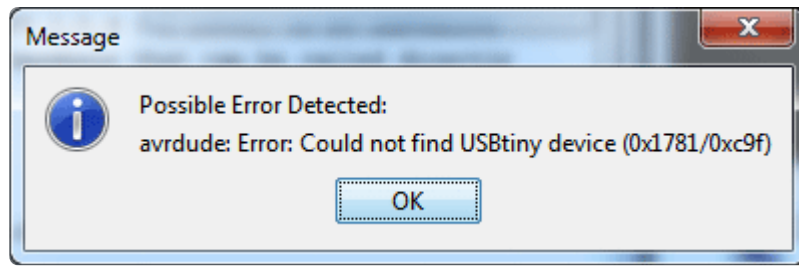 Message
Possible Error Detected:
avrdude: Error: Could not find USBtiny device (0x1781/0xc9f)
OK